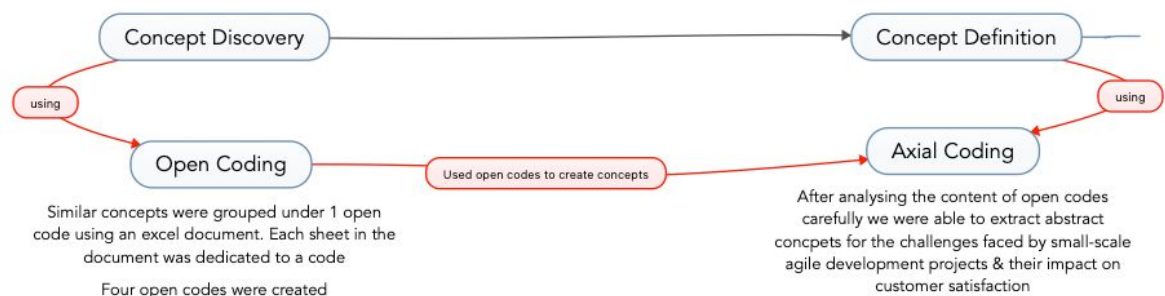 Concept Discovery
Concept Definition
using
using
Open Coding
Used open codes to create concepts
Axial Coding
Similar concepts were grouped under 1 open
code using an excel document. Each sheet in the
document was dedicated to a code
Four open codes were created
After analysing the content of open codes
carefully we were able to extract abstract
concpets for the challenges faced by small-scale
agile development projects & their impact on
customer satisfaction